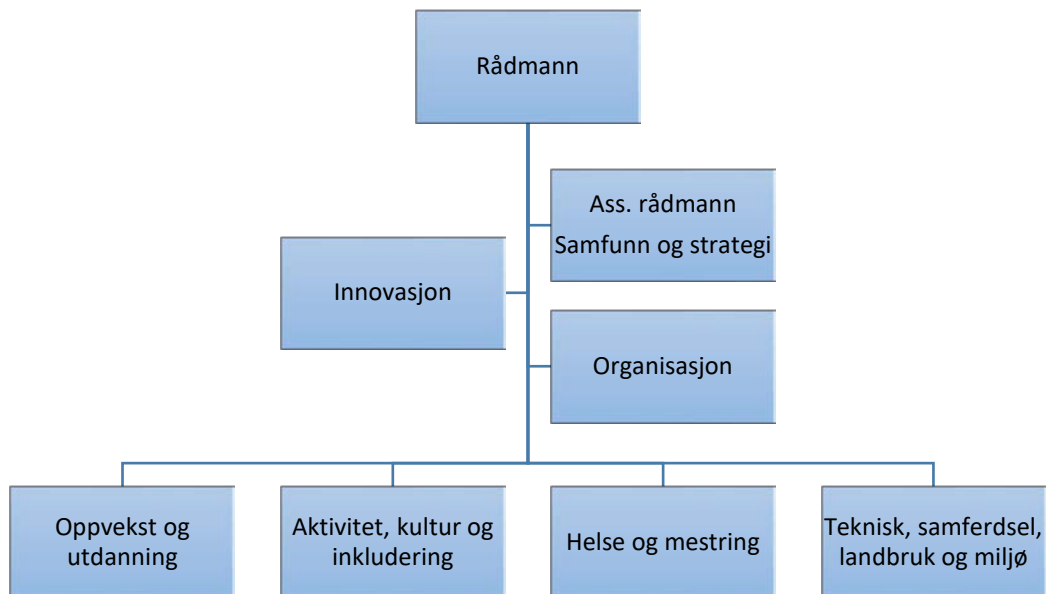 Rådmann
Ass. rådmann
Samfunn og strategi
Innovasjon
Organisasjon
Oppvekst og
utdanning
Aktivitet, kultur og
inkludering
Helse og mestring
Teknisk, samferdsel,
landbruk og miljø